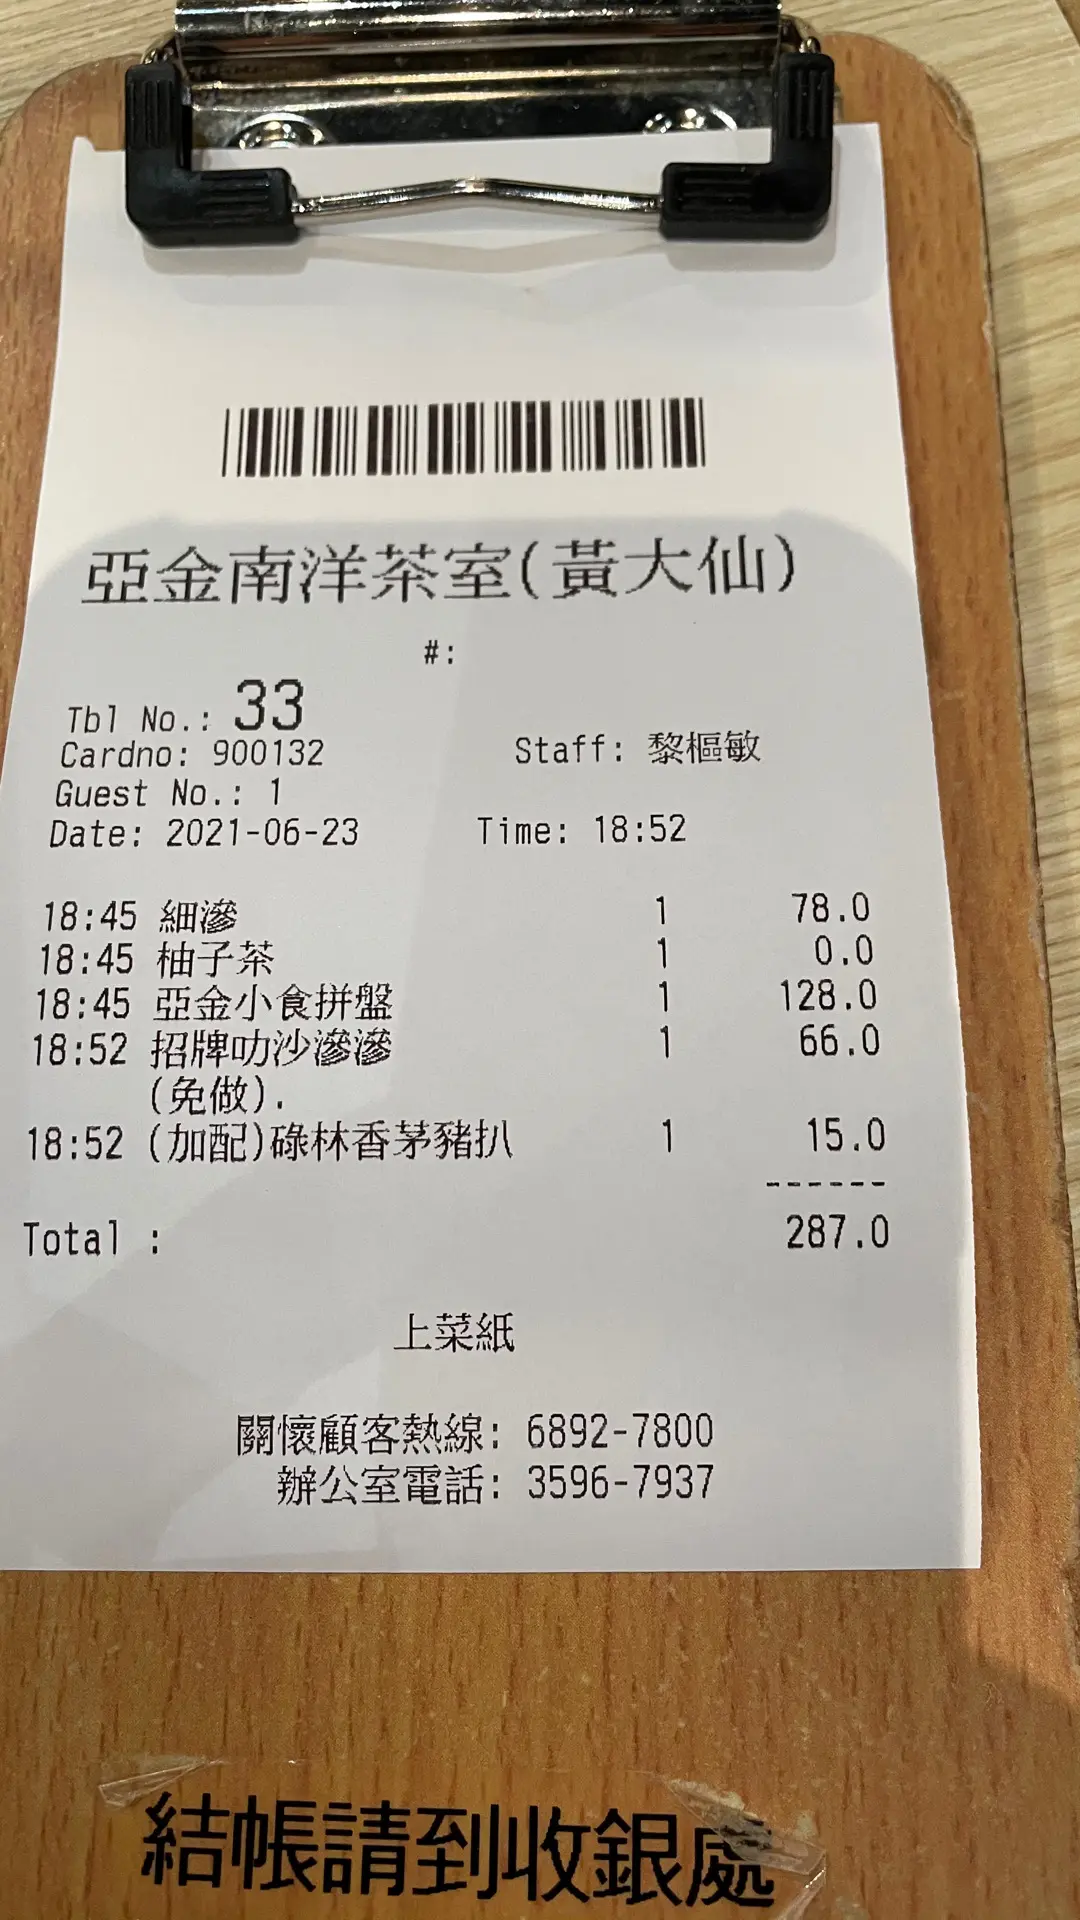 亞金南洋茶室(黃大仙)
#:
Tbl No.: 33
Cardno: 900132 Staff: 黎樞敏
Guest No.: 1
Date: 2021-06-23 Time: 18:52
18:45 細滲 1 78.0
18:45 柚子茶 1 0.0
18:45 亞金小食拼盤 1 128.0
18:52 招牌叻沙滲滲 1 66.0
(免做).
18:52 (加配)碌林香茅豬扒 1 15.0
------
Total : 287.0
上菜紙
關懷顧客熱線: 6892-7800
辦公室電話: 3596-7937
結帳請到收銀處